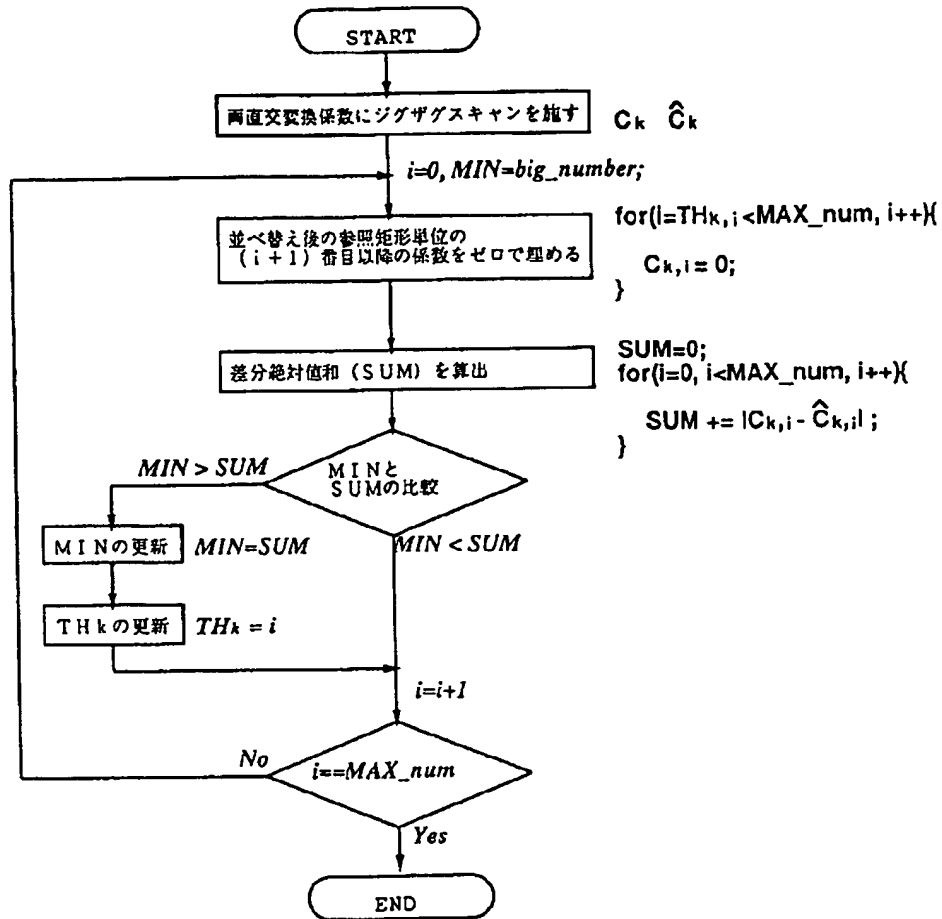 START
両直交変換係数にジグザグスキャンを施す
Ck Ĉk
i=0, MIN=big_number;
並べ替え後の参照矩形単位の
(i+1)番目以降の係数をゼロで埋める
for(i=THk, i<MAX_num, i++){
Ck,i = 0;
}
差分絶対値和(SUM)を算出
SUM=0;
for(i=0, i<MAX_num, i++){
SUM += |Ck,i - Ĉk,i| ;
}
MIN > SUM
MINと
SUMの比較
MINの更新
MIN=SUM
MIN < SUM
THkの更新
THk = i
i=i+1
No
i==MAX_num
Yes
END